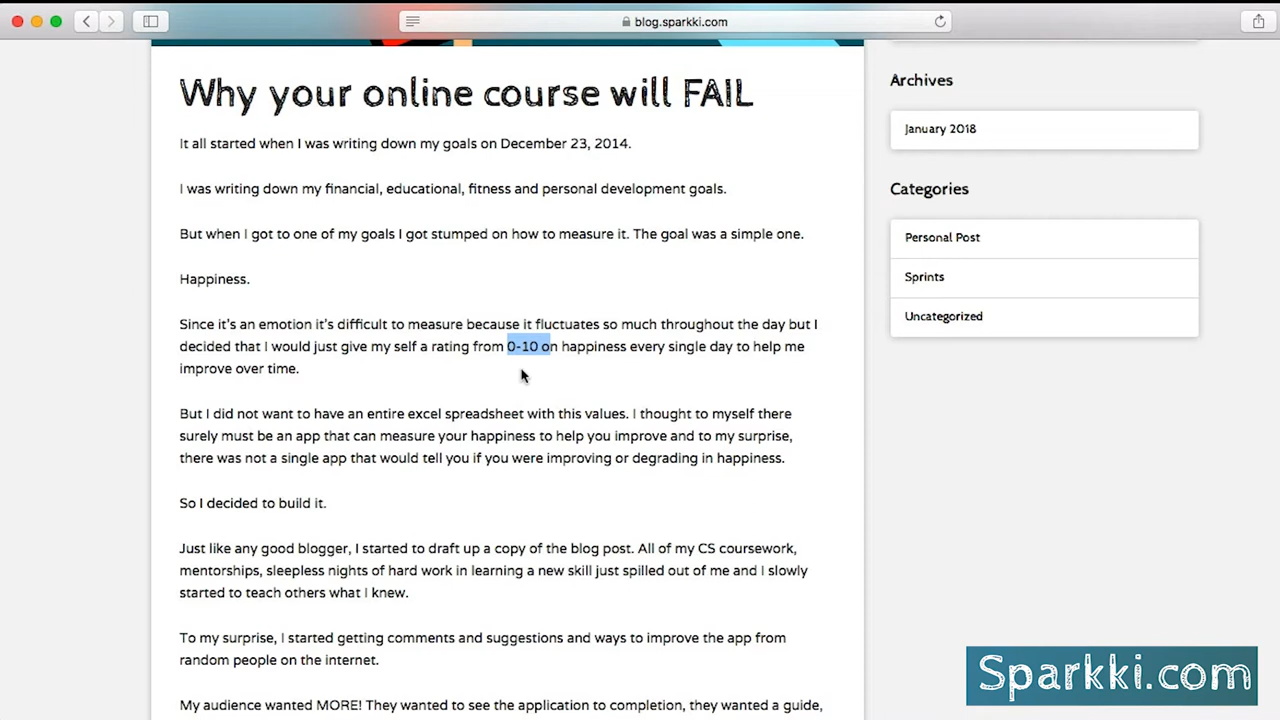 blog.sparkki.com
Why your online course will FAIL
It all started when I was writing down my goals on December 23, 2014.
I was writing down my financial, educational, fitness and personal development goals.
But when I got to one of my goals I got stumped on how to measure it. The goal was a simple one.
Happiness.
Since it's an emotion it's difficult to measure because it fluctuates so much throughout the day but I
decided that I would just give my self a rating from 0-10 on happiness every single day to help me
improve over time.
But I did not want to have an entire excel spreadsheet with this values. I thought to myself there
surely must be an app that can measure your happiness to help you improve and to my surprise,
there was not a single app that would tell you if you were improving or degrading in happiness.
So I decided to build it.
Just like any good blogger, I started to draft up a copy of the blog post. All of my CS coursework,
mentorships, sleepless nights of hard work in learning a new skill just spilled out of me and I slowly
started to teach others what I knew.
To my surprise, I started getting comments and suggestions and ways to improve the app from
random people on the internet.
My audience wanted MORE! They wanted to see the application to completion, they wanted a guide,
Archives
January 2018
Categories
Personal Post
Sprints
Uncategorized
Sparkki.com